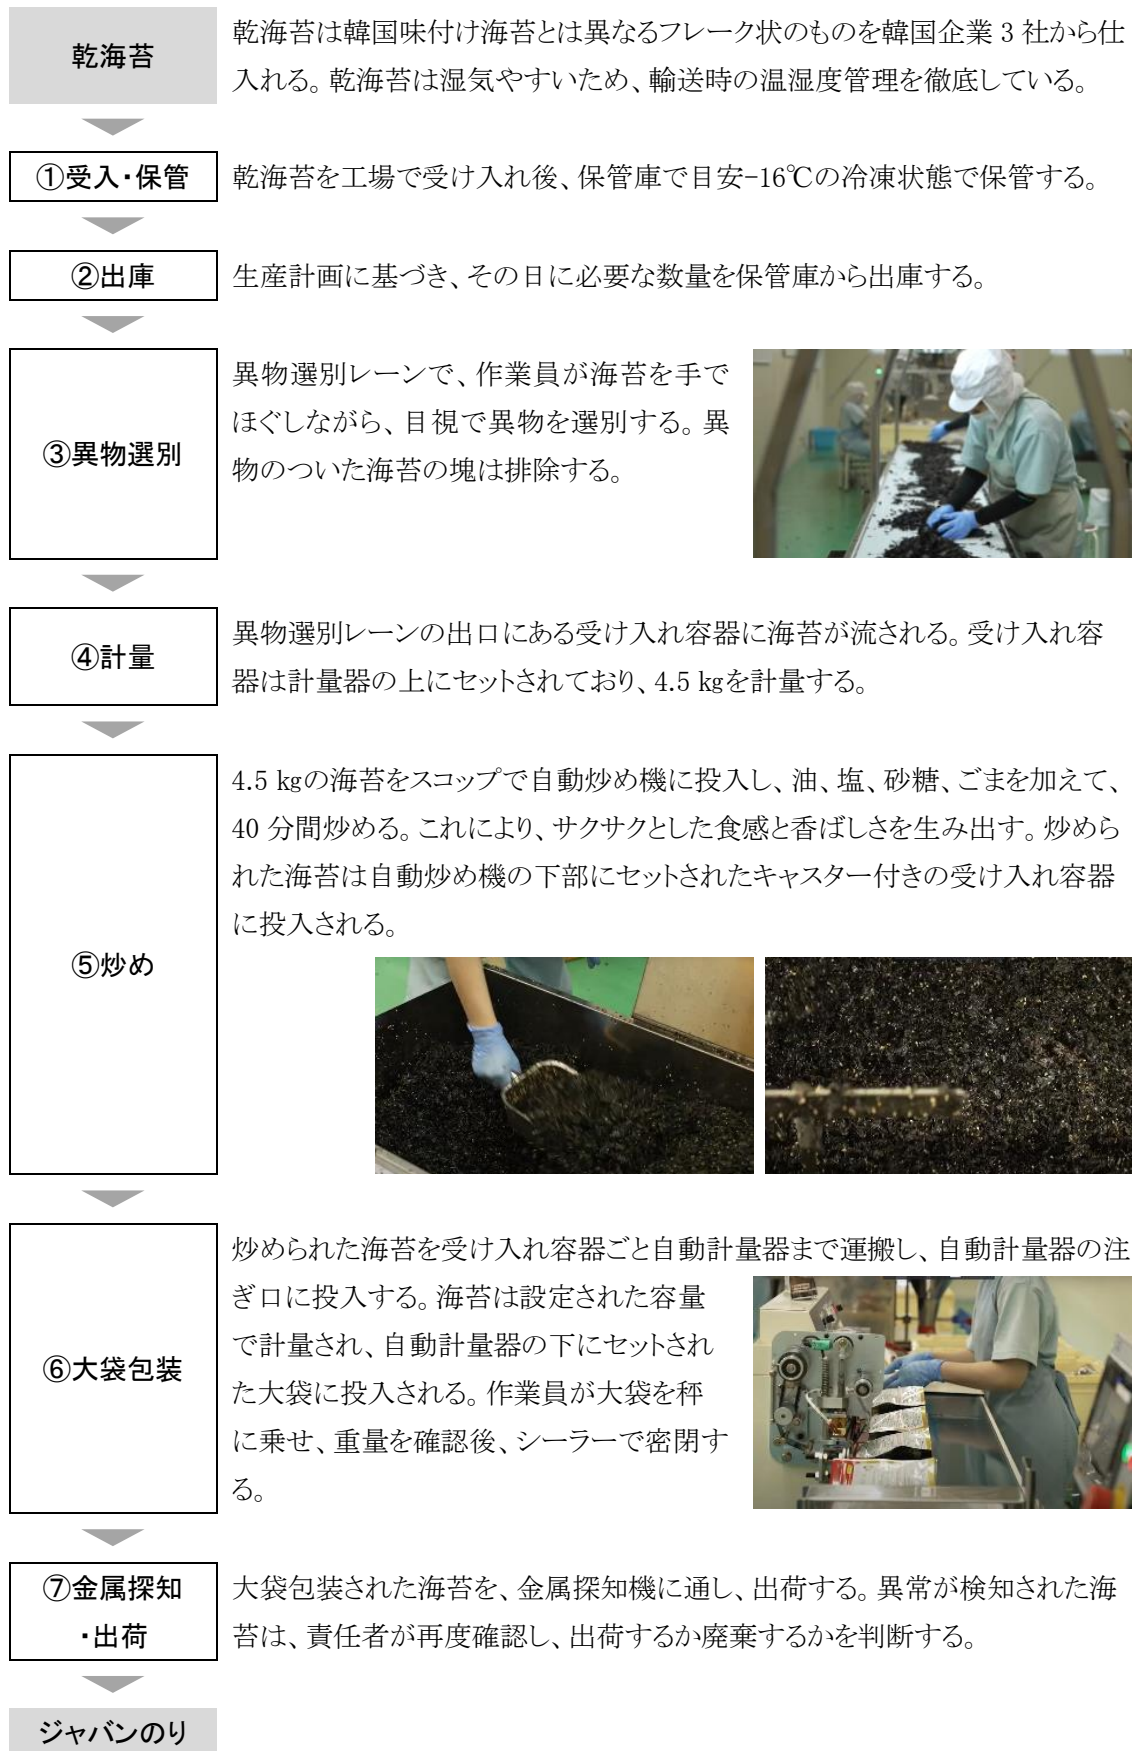 乾海苔
乾海苔は韓国味付け海苔とは異なるフレーク状のものを韓国企業 3 社から仕
入れる。乾海苔は湿気やすいため、輸送時の温湿度管理を徹底している。
①受入・保管
乾海苔を工場で受け入れ後、保管庫で目安-16℃の冷凍状態で保管する。
②出庫
生産計画に基づき、その日に必要な数量を保管庫から出庫する。
③異物選別
異物選別レーンで、作業員が海苔を手で
ほぐしながら、目視で異物を選別する。異
物のついた海苔の塊は排除する。
④計量
異物選別レーンの出口にある受け入れ容器に海苔が流される。受け入れ容
器は計量器の上にセットされており、4.5 ㎏を計量する。
⑤炒め
4.5 ㎏の海苔をスコップで自動炒め機に投入し、油、塩、砂糖、ごまを加えて、
40 分間炒める。これにより、サクサクとした食感と香ばしさを生み出す。炒めら
れた海苔は自動炒め機の下部にセットされたキャスター付きの受け入れ容器
に投入される。
⑥大袋包装
炒められた海苔を受け入れ容器ごと自動計量器まで運搬し、自動計量器の注
ぎ口に投入する。海苔は設定された容量
で計量され、自動計量器の下にセットされ
た大袋に投入される。作業員が大袋を秤
に乗せ、重量を確認後、シーラーで密閉す
る。
⑦金属探知
・出荷
大袋包装された海苔を、金属探知機に通し、出荷する。異常が検知された海
苔は、責任者が再度確認し、出荷するか廃棄するかを判断する。
ジャバンのり